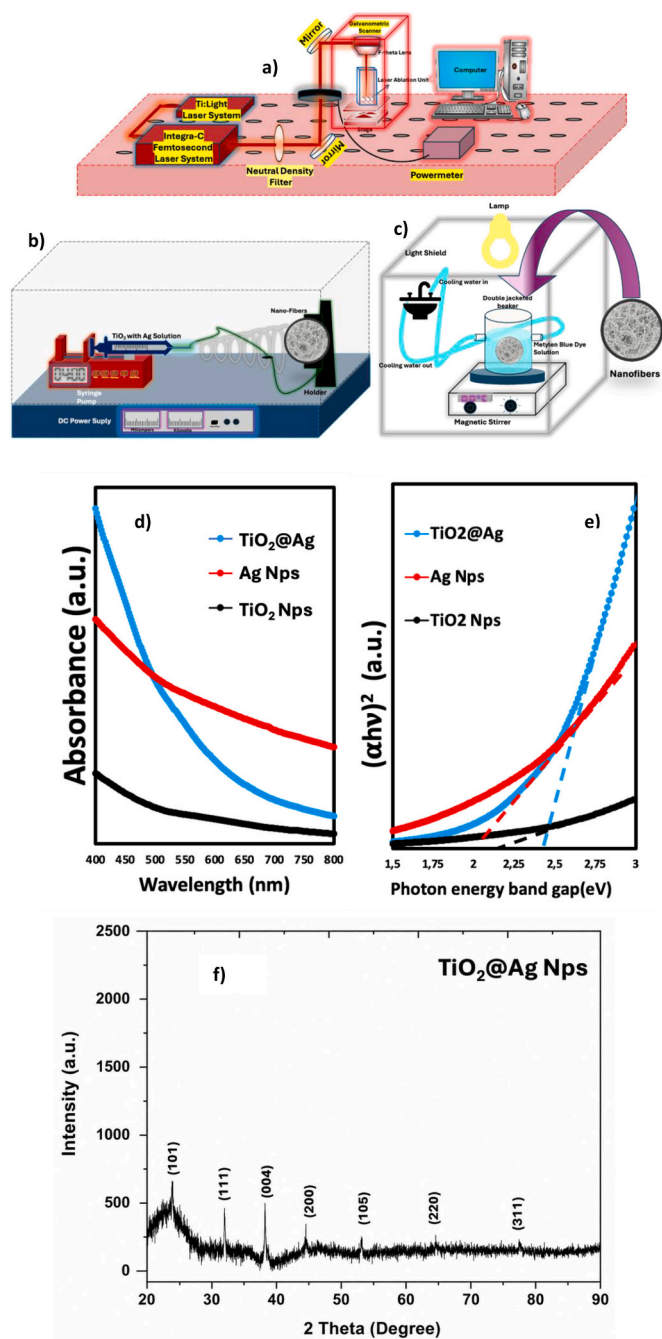 a)
Mirror
Galvanometric
Scanner
F-theta Lens
Laser Ablation Unit
Stage
Computer
Ti:Light
Laser System
Integra-C
Femtosecond
Laser System
Neutral Density
Filter
Mirror
Powermeter
b)
TiO2 with Ag Solution
Nano-Fibers
0400
Syringe
Pump
Holder
DC Power Suply
Miliampers
Kilovolts
c)
Lamp
Light Shield
Cooling water in
Double jacketed
beaker
Metylen Blue Dye
Solution
Cooling water out
0.0°C
Magnetic Stirrer
Nanofibers
d)
TiO2@Ag
Ag Nps
TiO2 Nps
Absorbance (a.u.)
400 450 500 550 600 650 700 750 800
Wavelength (nm)
e)
TiO2@Ag
Ag Nps
TiO2 Nps
(αhν)² (a.u.)
1,5 1,75 2 2,25 2,5 2,75 3
Photon energy band gap(eV)
f)
TiO2@Ag Nps
Intensity (a.u.)
2500
2000
1500
1000
500
0
(101)
(111)
(004)
(200)
(105)
(220)
(311)
20 30 40 50 60 70 80 90
2 Theta (Degree)